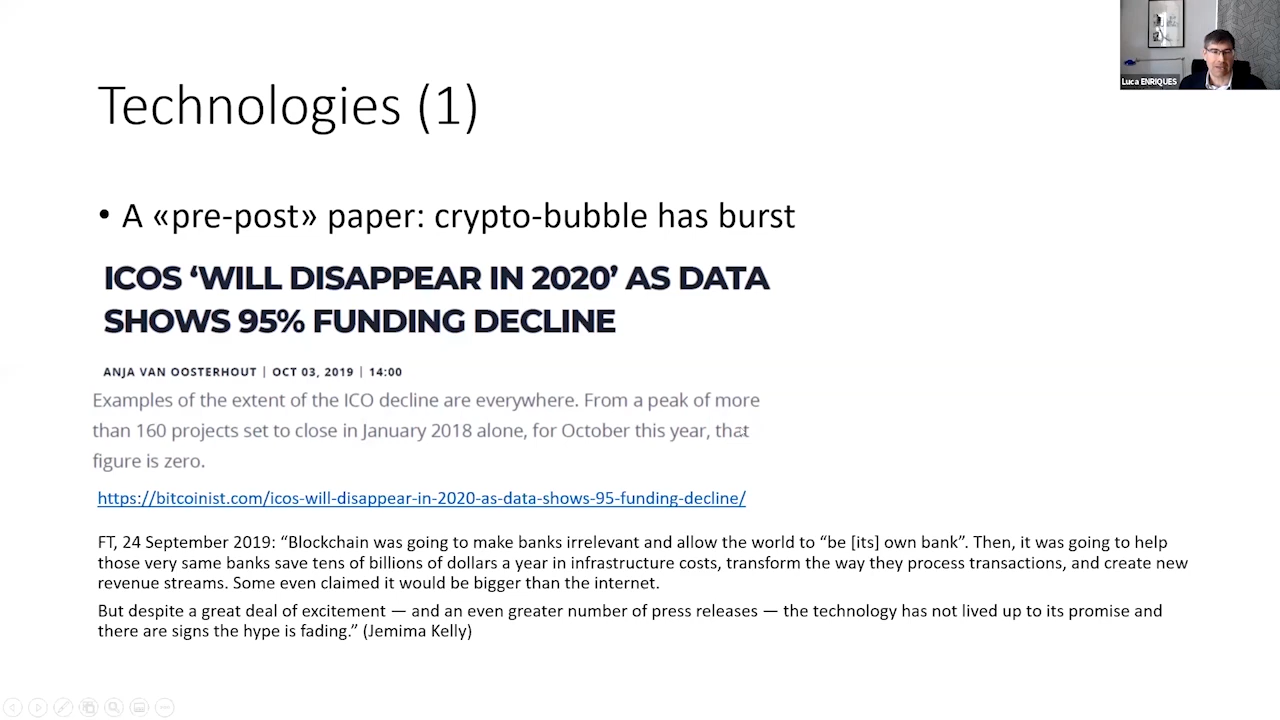 Luca ENRIQUES
Technologies (1)
• A «pre-post» paper: crypto-bubble has burst
ICOS ‘WILL DISAPPEAR IN 2020’ AS DATA
SHOWS 95% FUNDING DECLINE
ANJA VAN OOSTERHOUT | OCT 03, 2019 | 14:00
Examples of the extent of the ICO decline are everywhere. From a peak of more
than 160 projects set to close in January 2018 alone, for October this year, that
figure is zero.
https://bitcoinist.com/icos-will-disappear-in-2020-as-data-shows-95-funding-decline/
FT, 24 September 2019: “Blockchain was going to make banks irrelevant and allow the world to “be [its] own bank”. Then, it was going to help
those very same banks save tens of billions of dollars a year in infrastructure costs, transform the way they process transactions, and create new
revenue streams. Some even claimed it would be bigger than the internet.
But despite a great deal of excitement — and an even greater number of press releases — the technology has not lived up to its promise and
there are signs the hype is fading.” (Jemima Kelly)